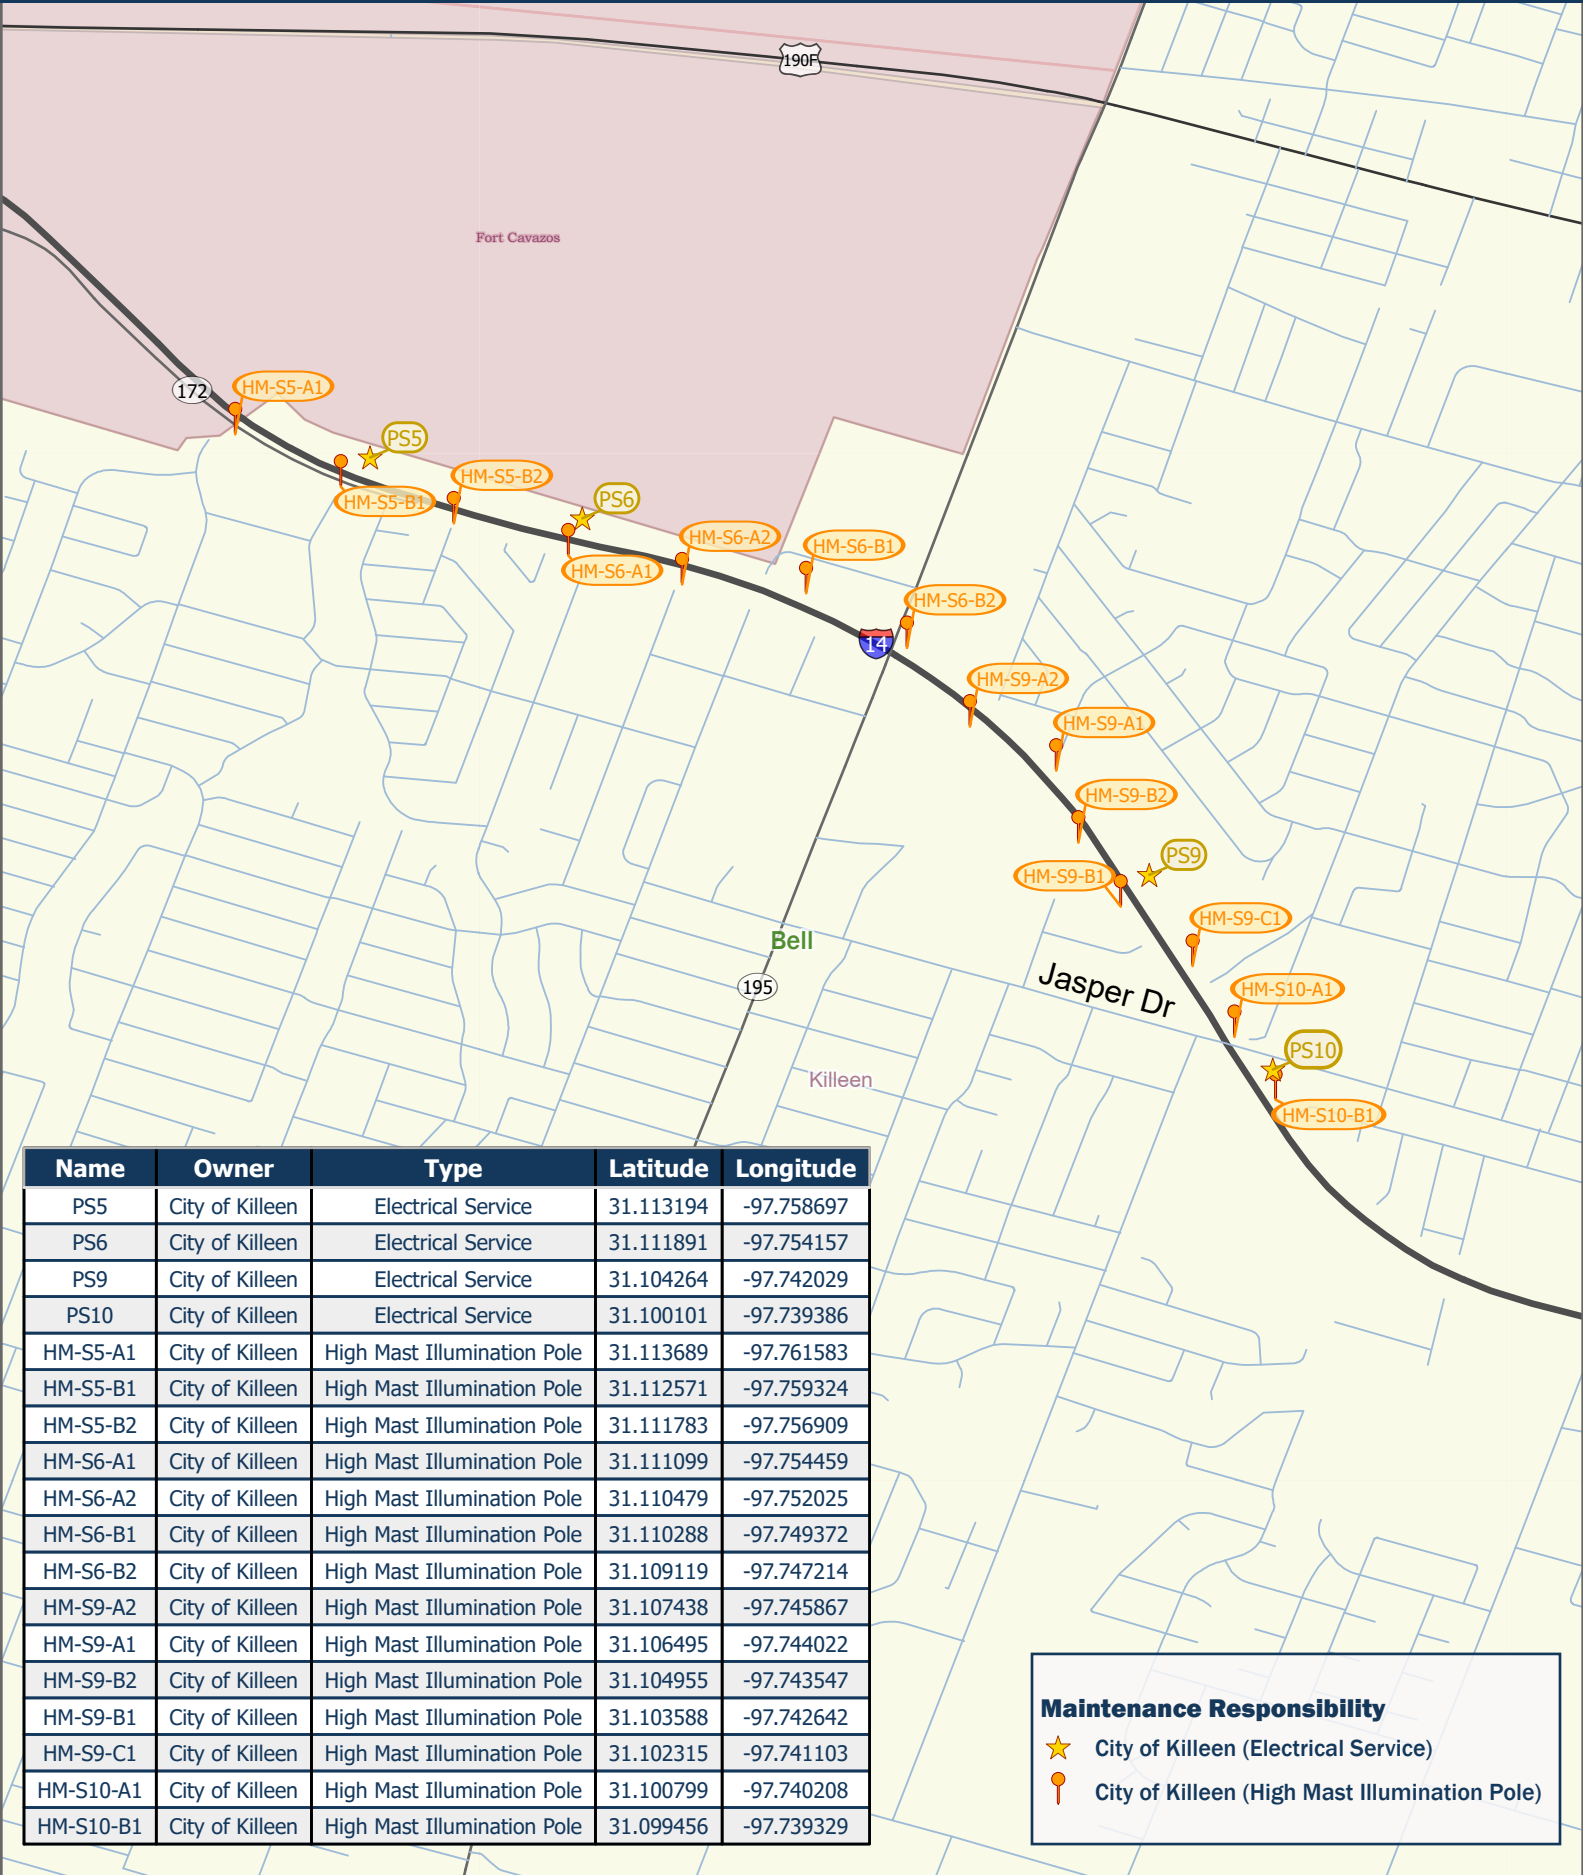 190F
Fort Cavazos
172
HM-S5-A1
PS5
HM-S5-B2
HM-S5-B1
PS6
HM-S6-A2
HM-S6-B1
HM-S6-A1
HM-S6-B2
14
HM-S9-A2
HM-S9-A1
HM-S9-B2
PS9
HM-S9-B1
HM-S9-C1
Bell
195
Jasper Dr
HM-S10-A1
PS10
Killeen
HM-S10-B1
Name Owner Type Latitude Longitude
PS5 City of Killeen Electrical Service 31.113194 -97.758697
PS6 City of Killeen Electrical Service 31.111891 -97.754157
PS9 City of Killeen Electrical Service 31.104264 -97.742029
PS10 City of Killeen Electrical Service 31.100101 -97.739386
HM-S5-A1 City of Killeen High Mast Illumination Pole 31.113689 -97.761583
HM-S5-B1 City of Killeen High Mast Illumination Pole 31.112571 -97.759324
HM-S5-B2 City of Killeen High Mast Illumination Pole 31.111783 -97.756909
HM-S6-A1 City of Killeen High Mast Illumination Pole 31.111099 -97.754459
HM-S6-A2 City of Killeen High Mast Illumination Pole 31.110479 -97.752025
HM-S6-B1 City of Killeen High Mast Illumination Pole 31.110288 -97.749372
HM-S6-B2 City of Killeen High Mast Illumination Pole 31.109119 -97.747214
HM-S9-A2 City of Killeen High Mast Illumination Pole 31.107438 -97.745867
HM-S9-A1 City of Killeen High Mast Illumination Pole 31.106495 -97.744022
HM-S9-B2 City of Killeen High Mast Illumination Pole 31.104955 -97.743547
HM-S9-B1 City of Killeen High Mast Illumination Pole 31.103588 -97.742642
HM-S9-C1 City of Killeen High Mast Illumination Pole 31.102315 -97.741103
HM-S10-A1 City of Killeen High Mast Illumination Pole 31.100799 -97.740208
HM-S10-B1 City of Killeen High Mast Illumination Pole 31.099456 -97.739329
Maintenance Responsibility
City of Killeen (Electrical Service)
City of Killeen (High Mast Illumination Pole)